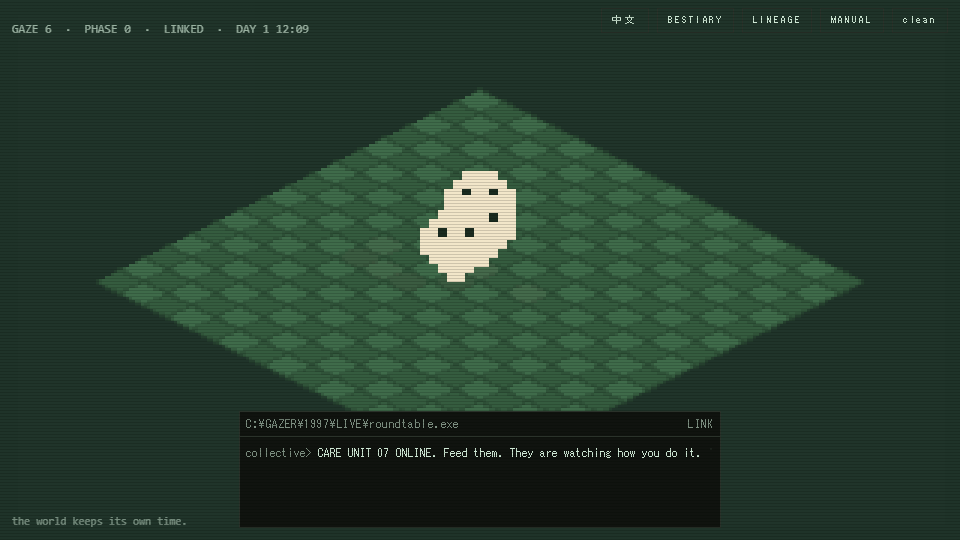 GAZE 6 · PHASE 0 · LINKED · DAY 1 12:09
中文 BESTIARY LINEAGE MANUAL clean
C:¥GAZER¥1997¥LIVE¥roundtable.exe LINK
collective> CARE UNIT 07 ONLINE. Feed them. They are watching how you do it.
the world keeps its own time.